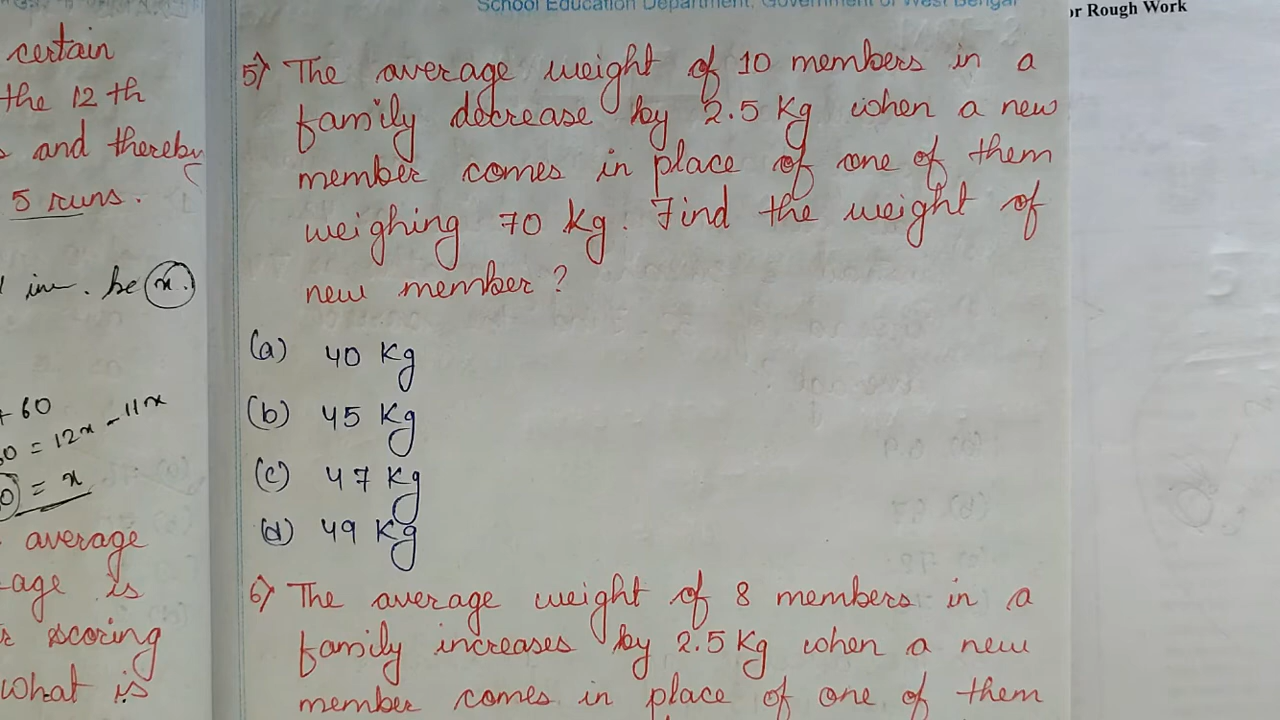 School Education Department, Government of West Bengal
or Rough Work
certain
the 12 th
and thereby
5 runs.
be x.
+ 60
= 12x - 11x
= x
average
age is
scoring
what is
5) The average weight of 10 members in a
family decrease by 2.5 Kg when a new
member comes in place of one of them
weighing 70 kg. Find the weight of
new member?
(a) 40 Kg
(b) 45 Kg
(c) 47 Kg
(d) 49 Kg
6) The average weight of 8 members in a
family increases by 2.5 Kg when a new
member comes in place of one of them